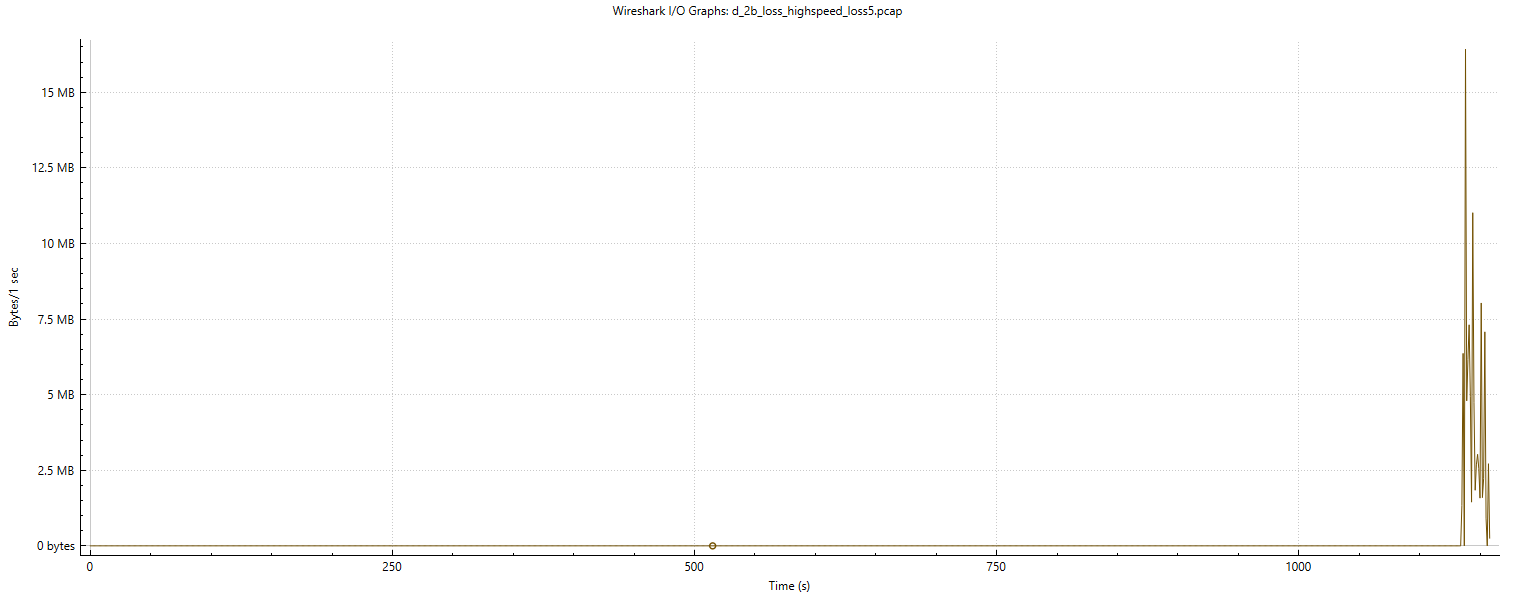 Wireshark I/O Graphs: d_2b_loss_highspeed_loss5.pcap
15 MB
12.5 MB
10 MB
7.5 MB
5 MB
2.5 MB
0 bytes
Bytes/1 sec
0 250 500 750 1000
Time (s)